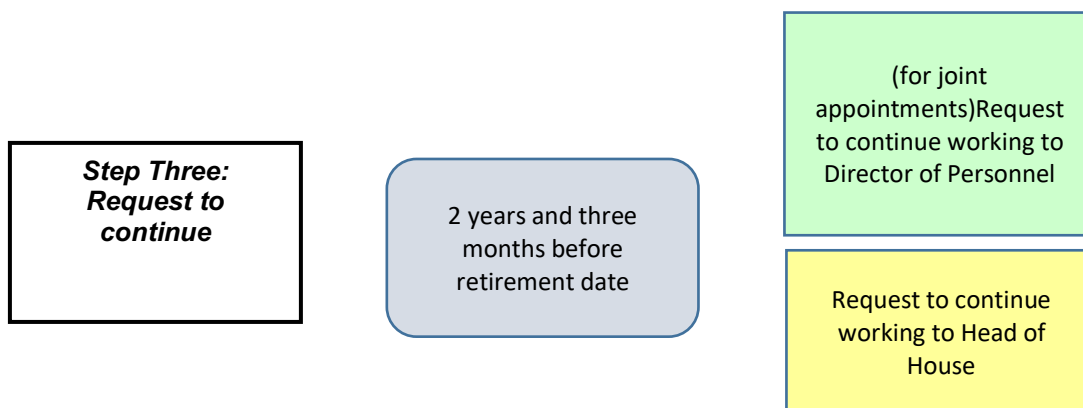 Step Three:
Request to
continue
2 years and three
months before
retirement date
(for joint
appointments)Request
to continue working to
Director of Personnel
Request to continue
working to Head of
House